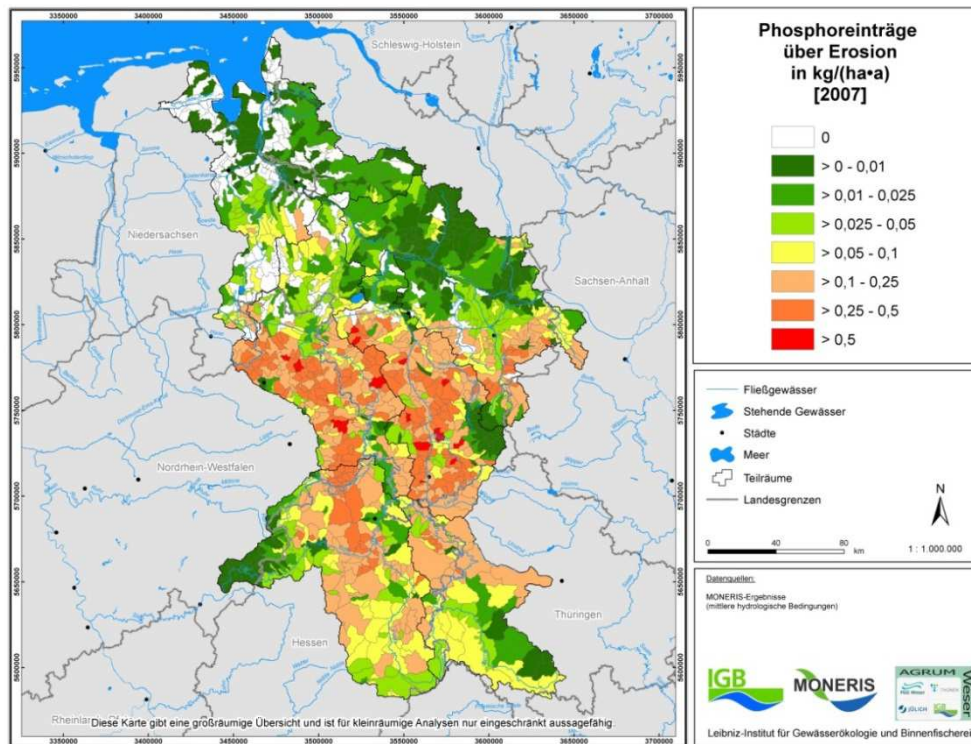 3350000
3400000
3450000
3500000
3550000
3600000
3650000
3700000
5950000
5900000
5850000
5800000
5750000
5700000
5650000
5600000
Schleswig-Holstein
Niedersachsen
Sachsen-Anhalt
Nordrhein-Westfalen
Thüringen
Hessen
Diese Karte gibt eine großräumige Übersicht und ist für kleinräumige Analysen nur eingeschränkt aussagefähig.
Phosphoreinträge
über Erosion
in kg/(ha•a)
[2007]
0
> 0 - 0,01
> 0,01 - 0,025
> 0,025 - 0,05
> 0,05 - 0,1
> 0,1 - 0,25
> 0,25 - 0,5
> 0,5
Fließgewässer
Stehende Gewässer
Städte
Meer
Teilräume
Landesgrenzen
N
0 40 80
km
1 : 1.000.000
Datenquellen:
MONERIS-Ergebnisse
(mittlere hydrologische Bedingungen)
IGB
MONERIS
AGRUM
Weser
JÜLICH
Leibniz-Institut für Gewässerökologie und Binnenfischerei